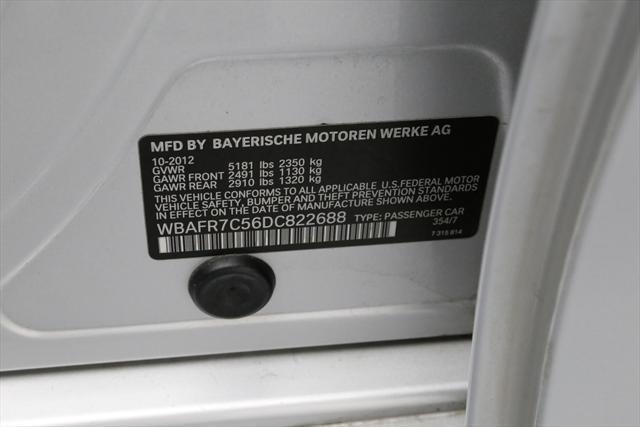 MFD BY BAYERISCHE MOTOREN WERKE AG
10-2012
GVWR 5181 lbs 2350 kg
GAWR FRONT 2491 lbs 1130 kg
GAWR REAR 2910 lbs 1320 kg
THIS VEHICLE CONFORMS TO ALL APPLICABLE U.S.FEDERAL MOTOR
VEHICLE SAFETY, BUMPER, AND THEFT PREVENTION STANDARDS
IN EFFECT ON THE DATE OF MANUFACTURE SHOWN ABOVE.
WBAFR7C56DC822688 TYPE: PASSENGER CAR
354/7
7 315 814